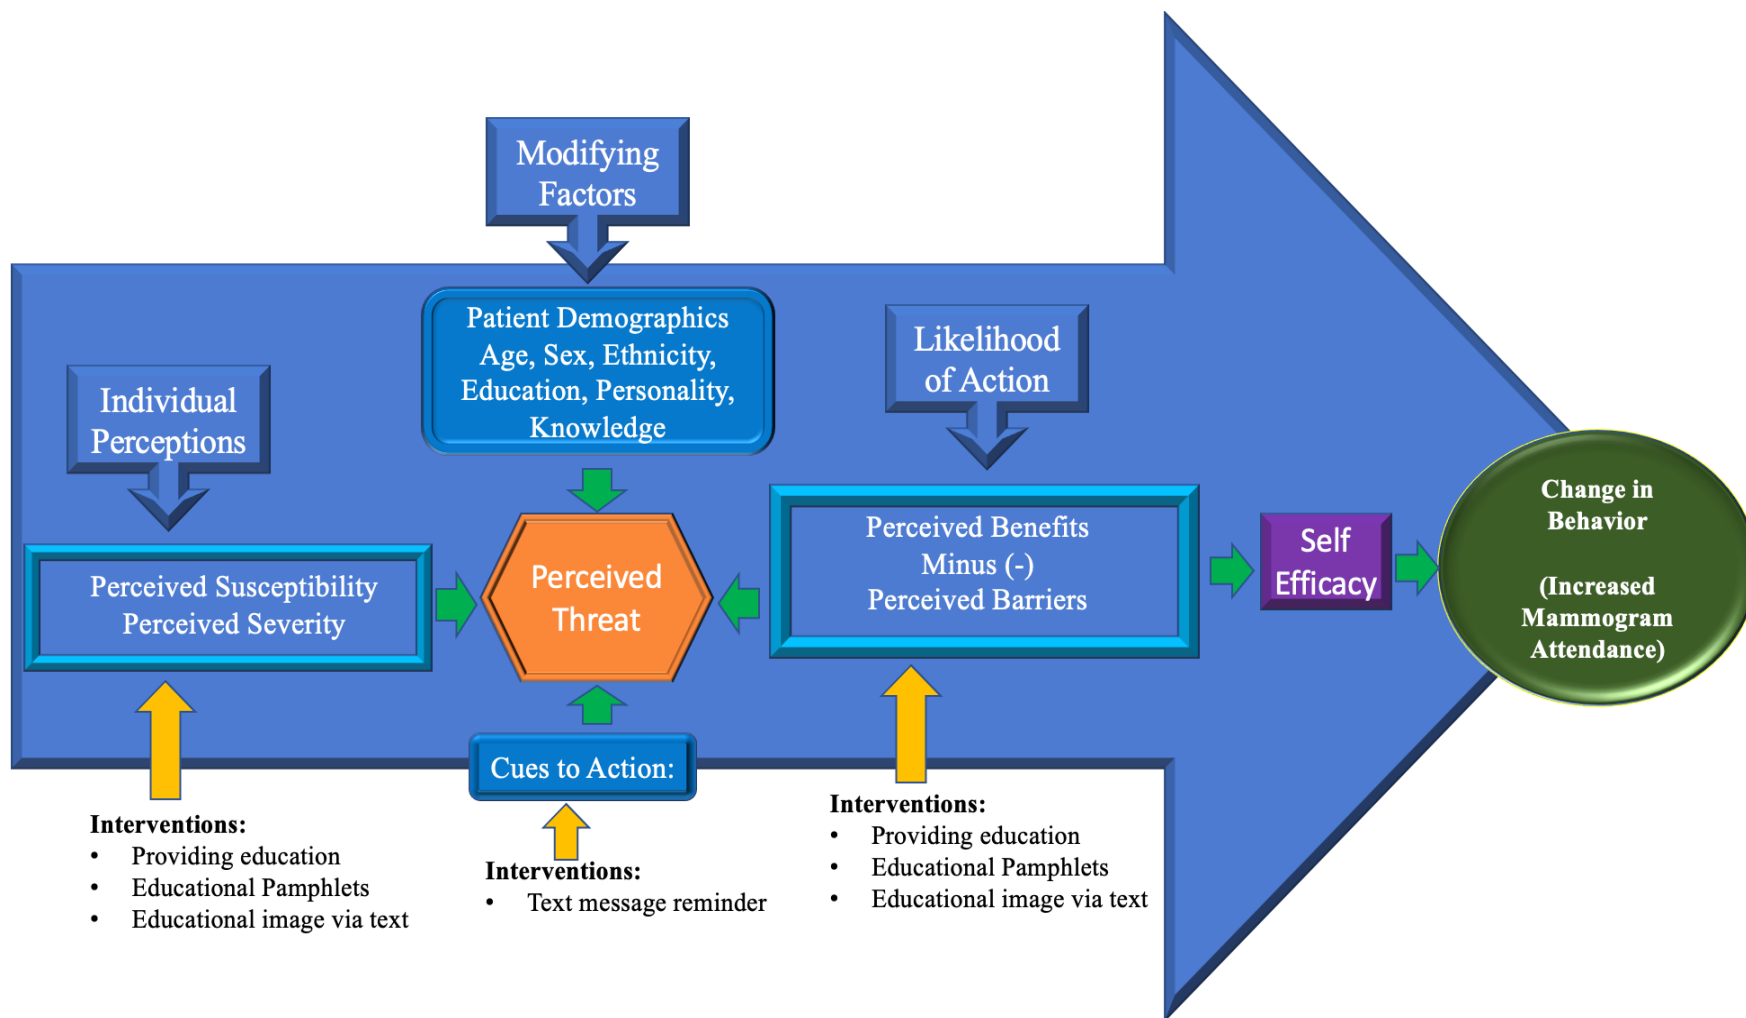 Modifying
Factors
Patient Demographics
Age, Sex, Ethnicity,
Education, Personality,
Knowledge
Likelihood
of Action
Individual
Perceptions
Perceived Susceptibility
Perceived Severity
Perceived
Threat
Perceived Benefits
Minus (-)
Perceived Barriers
Self
Efficacy
Change in
Behavior
(Increased
Mammogram
Attendance)
Cues to Action:
Interventions:
• Providing education
• Educational Pamphlets
• Educational image via text
Interventions:
• Text message reminder
Interventions:
• Providing education
• Educational Pamphlets
• Educational image via text